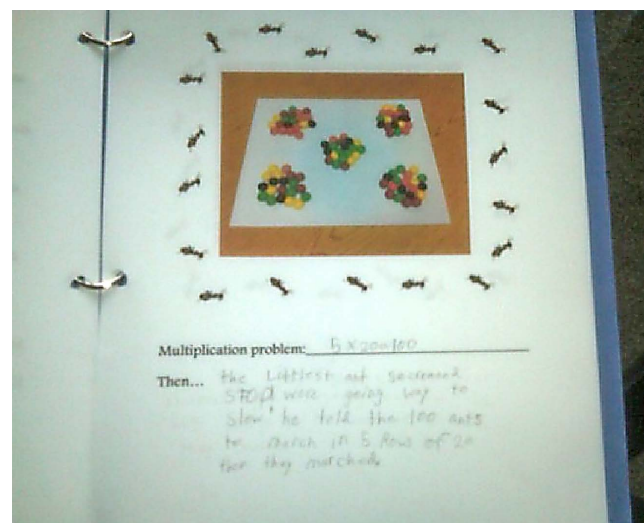 Multiplication problem: 5 x 20=100
Then... the Littlest ant screamed
STOP were going way to
slow" he told the 100 ants
to march in 5 Rows of 20
they marched.